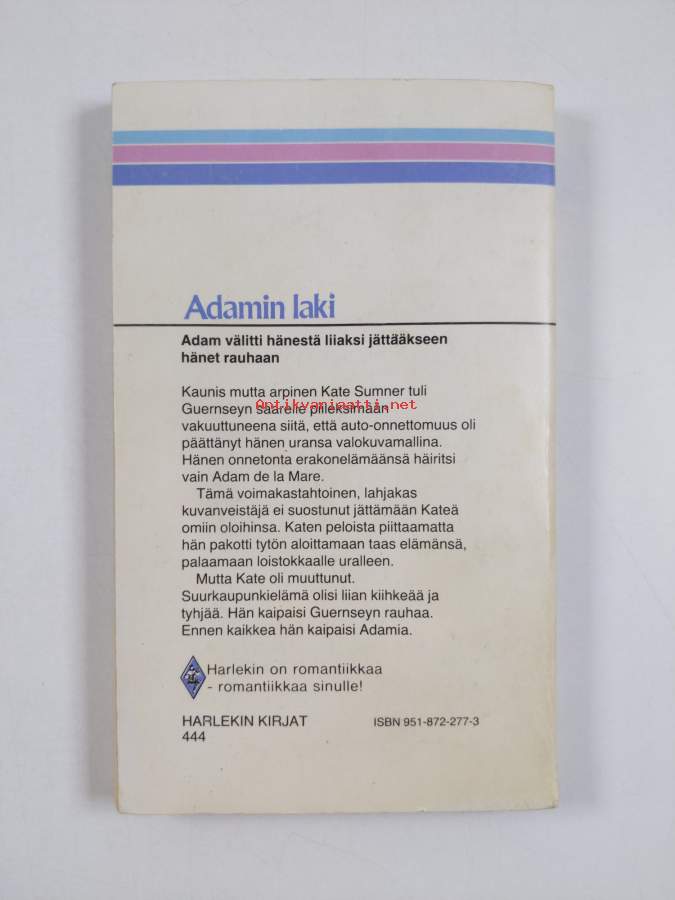 Adamin laki
Adam välitti hänestä liiaksi jättääkseen
hänet rauhaan
Kaunis mutta arpinen Kate Sumner tuli
Guernseyn saarelle piileksimään
Antikvariaatti.net
vakuuttuneena siitä, että auto-onnettomuus oli
päättänyt hänen uransa valokuvamallina.
Hänen onnetonta erakonelämäänsä häiritsi
vain Adam de la Mare.
Tämä voimakastahtoinen, lahjakas
kuvanveistäjä ei suostunut jättämään Kateä
omiin oloihinsa. Katen peloista piittaamatta
hän pakotti tytön aloittamaan taas elämänsä,
palaamaan loistokkaalle uralleen.
Mutta Kate oli muuttunut.
Suurkaupunkielämä olisi liian kiihkeää ja
tyhjää. Hän kaipaisi Guernseyn rauhaa.
Ennen kaikkea hän kaipaisi Adamia.
Harlekin on romantiikkaa
- romantiikkaa sinulle!
HARLEKIN KIRJAT ISBN 951-872-277-3
444